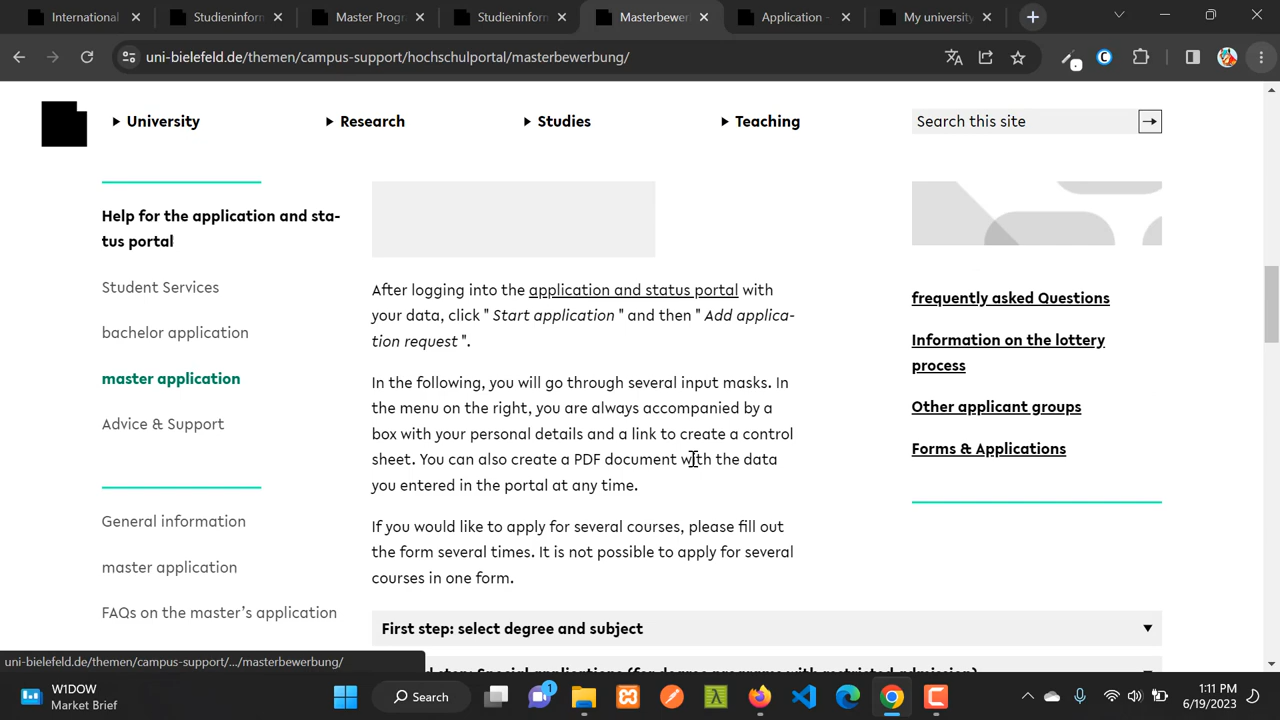 International
Studieninform
Master Progr
Studieninform
Masterbewer
Application -
My university
uni-bielefeld.de/themen/campus-support/hochschulportal/masterbewerbung/
University
Research
Studies
Teaching
Search this site
Help for the application and sta-
tus portal
Student Services
bachelor application
master application
Advice & Support
General information
master application
FAQs on the master's application
After logging into the application and status portal with
your data, click " Start application " and then " Add applica-
tion request ".
In the following, you will go through several input masks. In
the menu on the right, you are always accompanied by a
box with your personal details and a link to create a control
sheet. You can also create a PDF document with the data
you entered in the portal at any time.
If you would like to apply for several courses, please fill out
the form several times. It is not possible to apply for several
courses in one form.
First step: select degree and subject
Special applications (for degree programs with restricted admission)
frequently asked Questions
Information on the lottery
process
Other applicant groups
Forms & Applications
uni-bielefeld.de/themen/campus-support/.../masterbewerbung/
W1DOW
Market Brief
Search
1
1:11 PM
6/19/2023